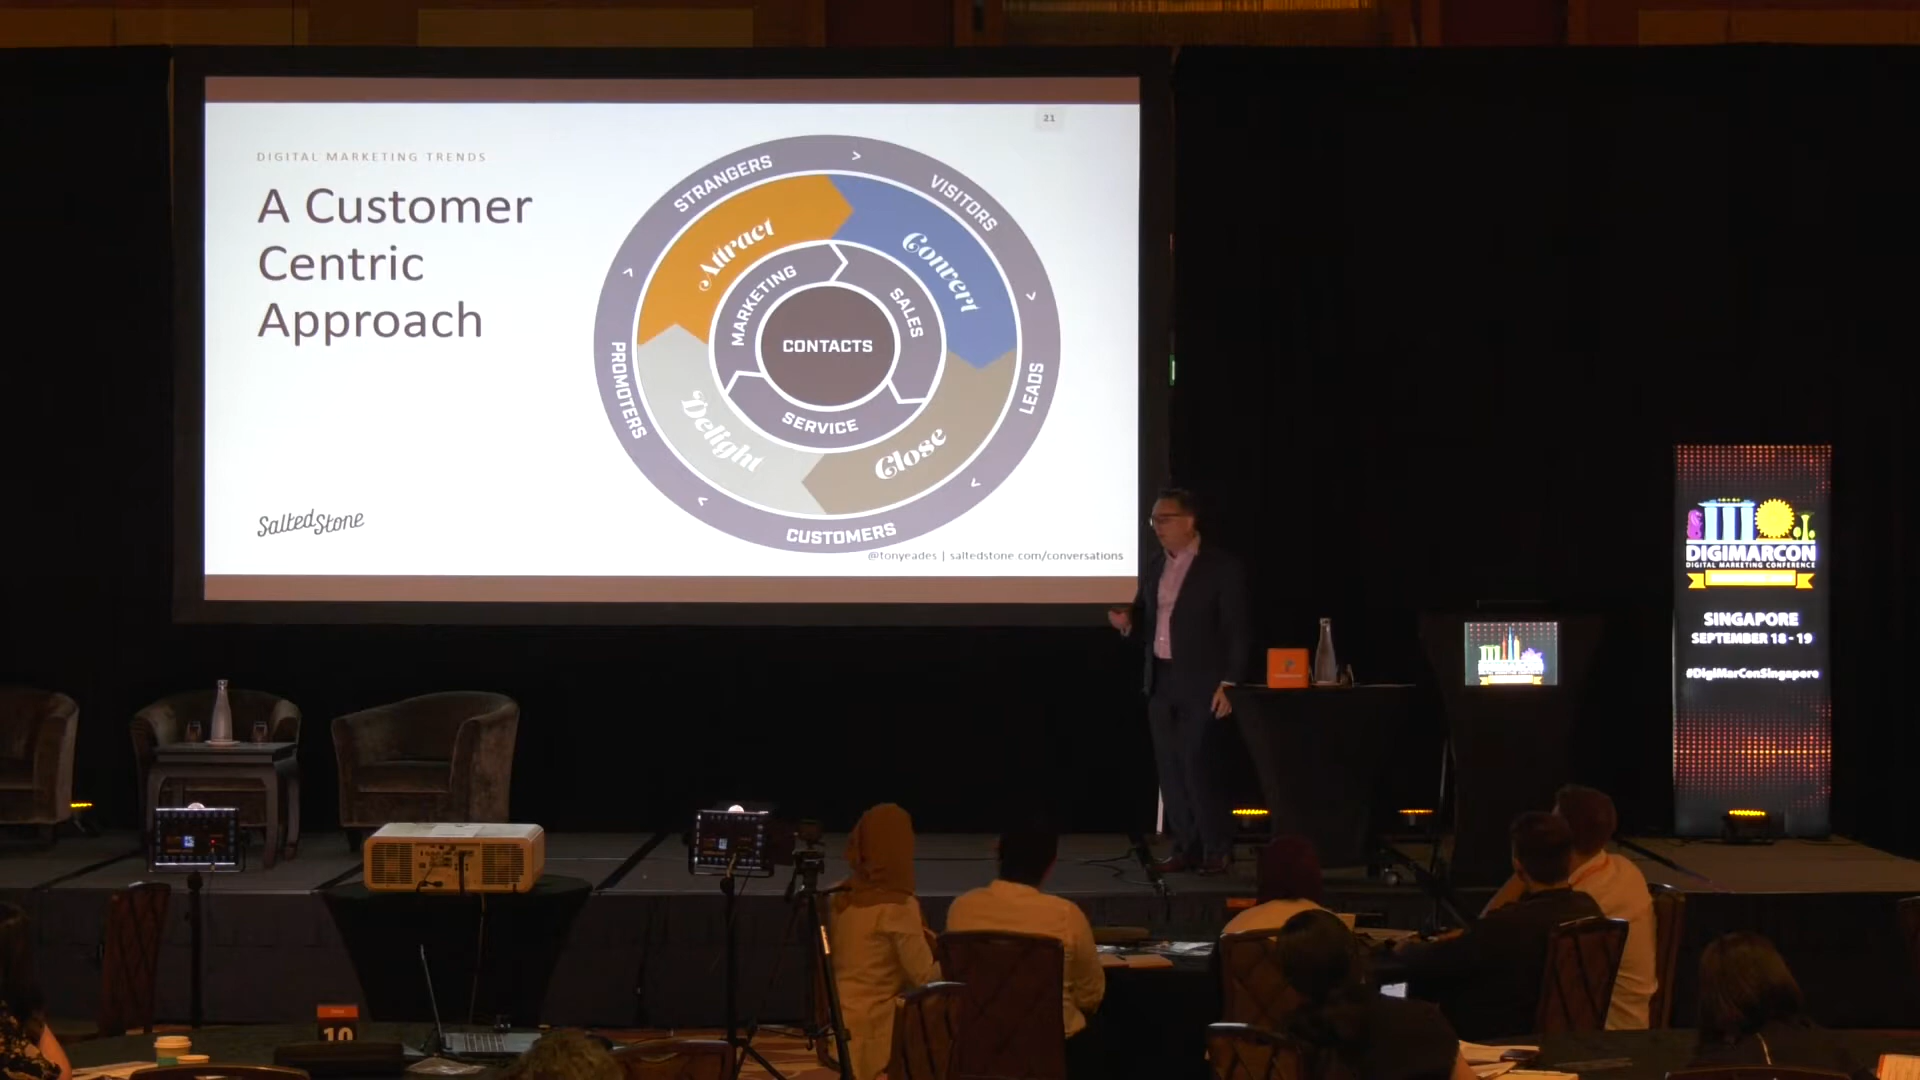 21
DIGITAL MARKETING TRENDS
A Customer
Centric
Approach
STRANGERS
>
VISITORS
>
LEADS
>
CUSTOMERS
>
PROMOTERS
>
Attract
Convert
Close
Delight
MARKETING
SALES
SERVICE
CONTACTS
SaltedStone
@tonyeades | saltedstone.com/conversations
DIGIMARCON
DIGITAL MARKETING CONFERENCE
SINGAPORE
SEPTEMBER 18 - 19
#DigiMarConSingapore
10